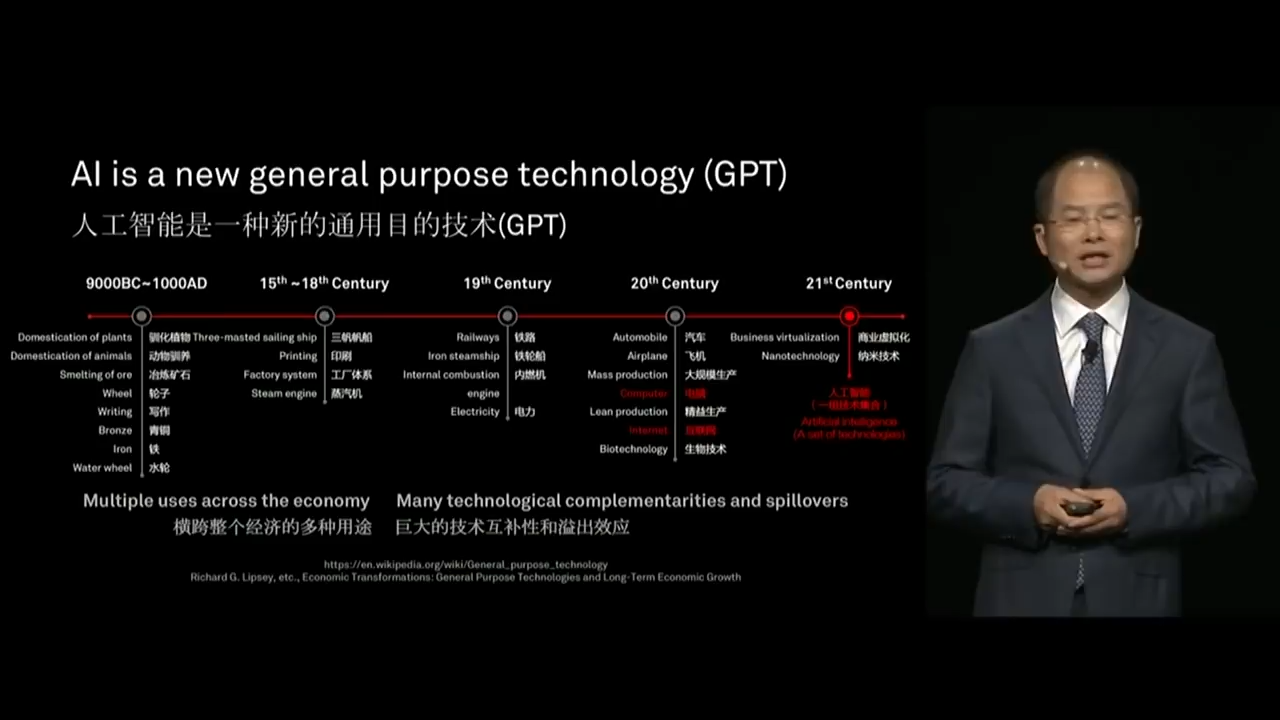 AI is a new general purpose technology (GPT)
人工智能是一种新的通用目的技术(GPT)
9000BC~1000AD
Domestication of plants 驯化植物
Domestication of animals 动物驯养
Smelting of ore 冶炼矿石
Wheel 轮子
Writing 写作
Bronze 青铜
Iron 铁
Water wheel 水轮
15th ~18th Century
Three-masted sailing ship 三帆帆船
Printing 印刷
Factory system 工厂体系
Steam engine 蒸汽机
19th Century
Railways 铁路
Iron steamship 铁轮船
Internal combustion 内燃机
engine
Electricity 电力
20th Century
Automobile 汽车
Airplane 飞机
Mass production 大规模生产
Computer 电脑
Lean production 精益生产
Internet 互联网
Biotechnology 生物技术
21st Century
Business virtualization 商业虚拟化
Nanotechnology 纳米技术
人工智能
(一组技术集合)
Artificial intelligence
(A set of technologies)
Multiple uses across the economy
横跨整个经济的多种用途
Many technological complementarities and spillovers
巨大的技术互补性和溢出效应
https://en.wikipedia.org/wiki/General_purpose_technology
Richard G. Lipsey, etc., Economic Transformations: General Purpose Technologies and Long-Term Economic Growth